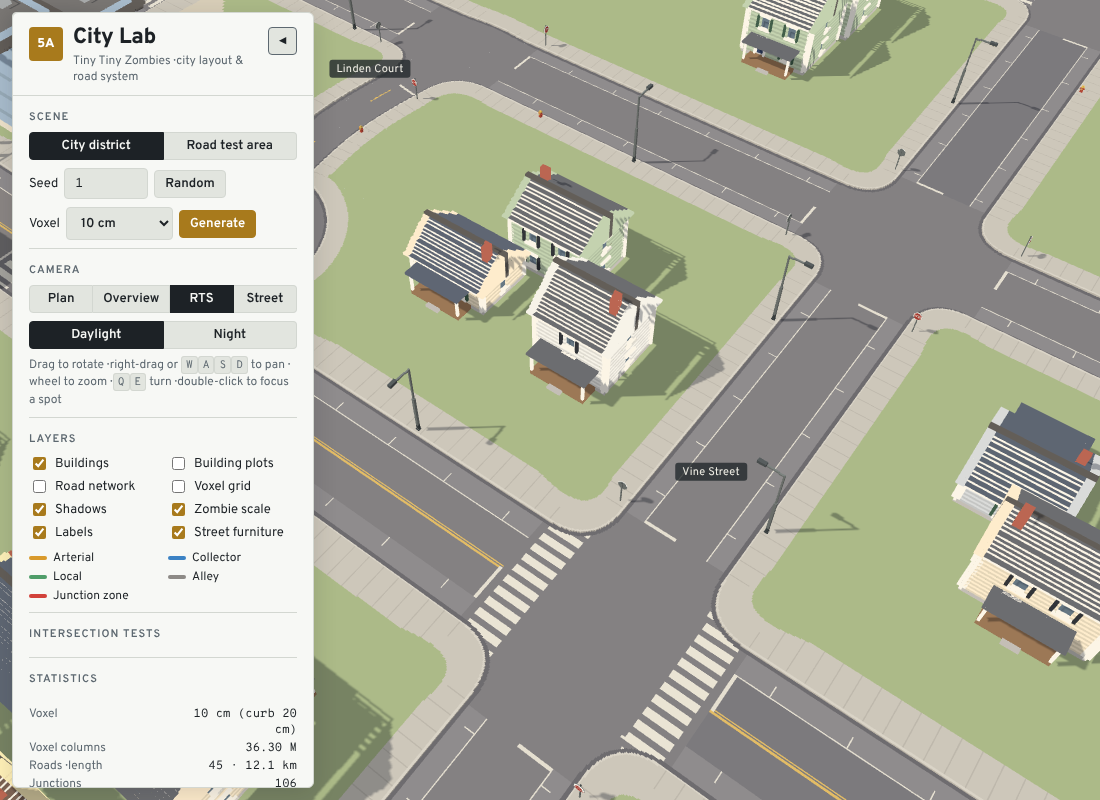 5A
City Lab
◄
Tiny Tiny Zombies · city layout &
road system
SCENE
City district
Road test area
Seed
1
Random
Voxel
10 cm
Generate
CAMERA
Plan
Overview
RTS
Street
Daylight
Night
Drag to rotate · right-drag or W A S D to pan ·
wheel to zoom · Q E turn · double-click to focus
a spot
LAYERS
Buildings
Building plots
Road network
Voxel grid
Shadows
Zombie scale
Labels
Street furniture
Arterial
Collector
Local
Alley
Junction zone
INTERSECTION TESTS
STATISTICS
Voxel 10 cm (curb 20
cm)
Voxel columns 36.30 M
Roads · length 45 · 12.1 km
Junctions 106
Linden Court
Vine Street